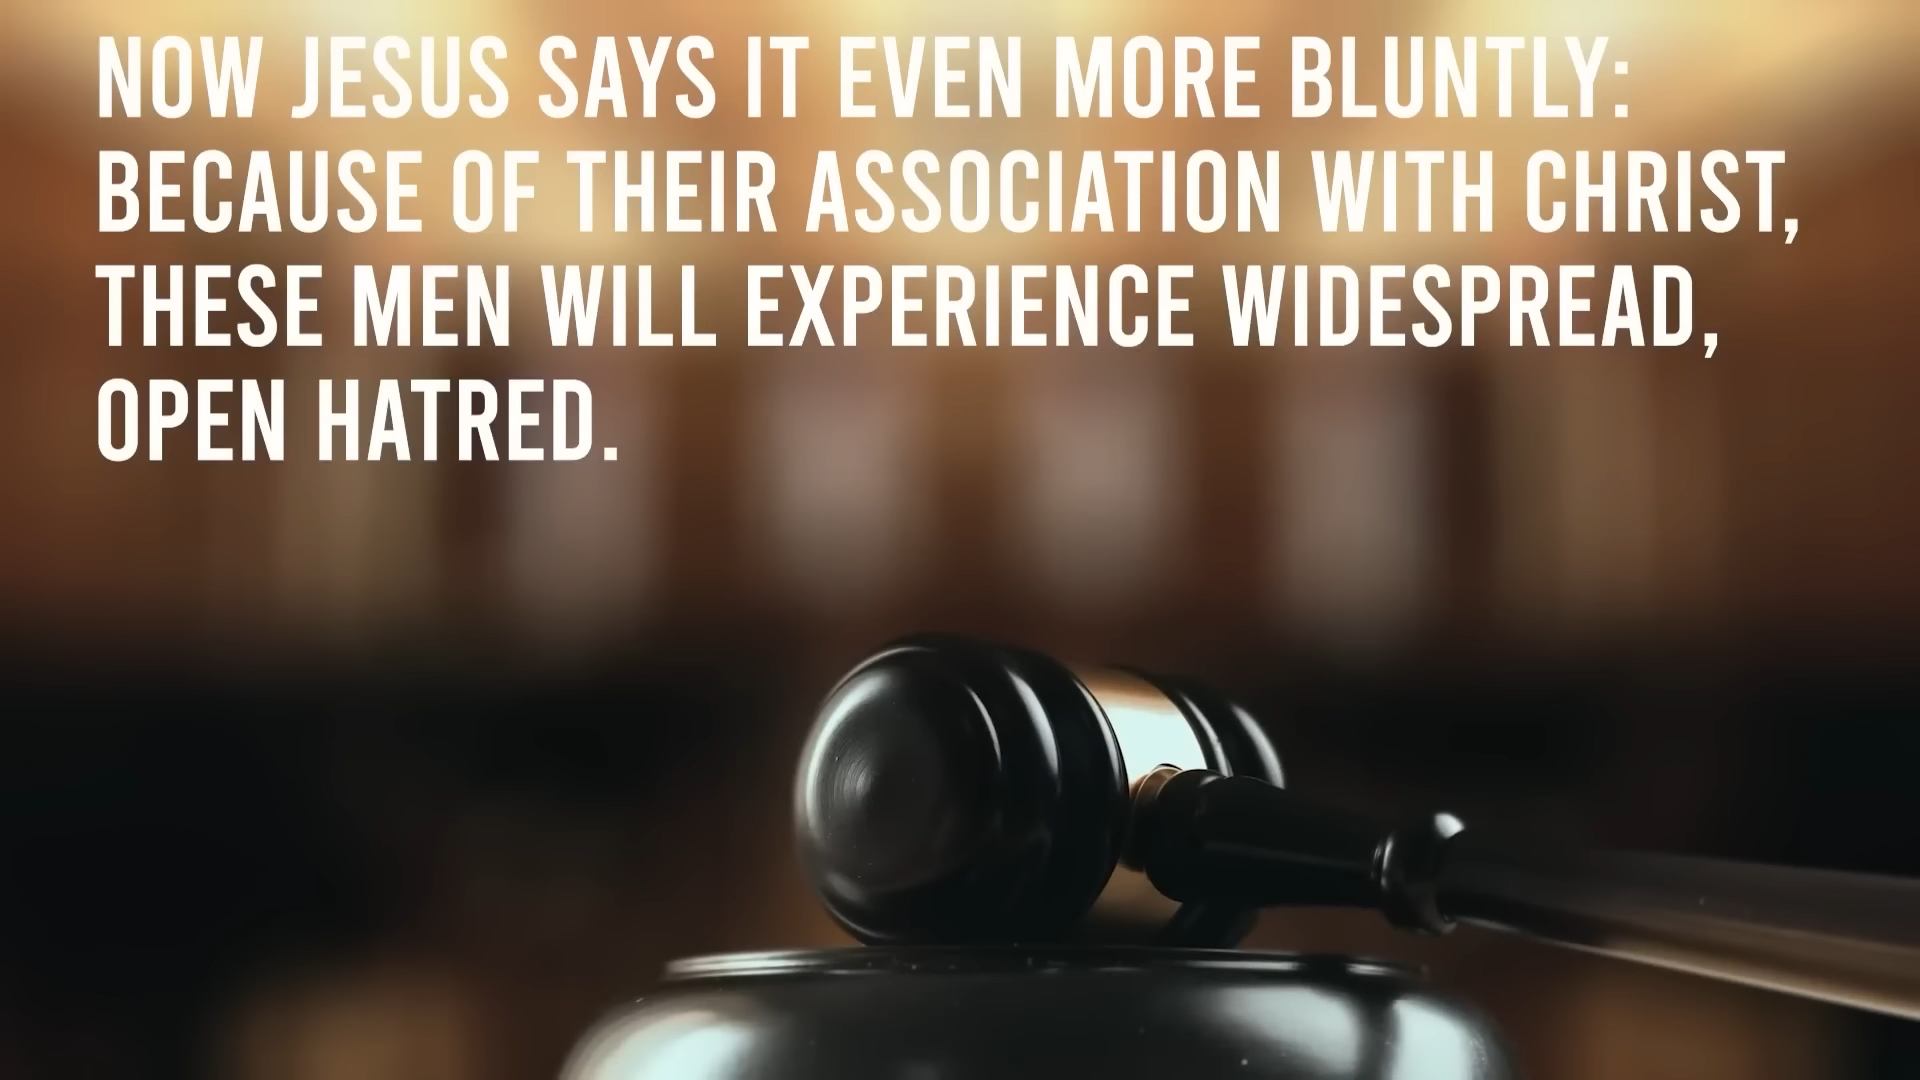 NOW JESUS SAYS IT EVEN MORE BLUNTLY:
BECAUSE OF THEIR ASSOCIATION WITH CHRIST,
THESE MEN WILL EXPERIENCE WIDESPREAD,
OPEN HATRED.